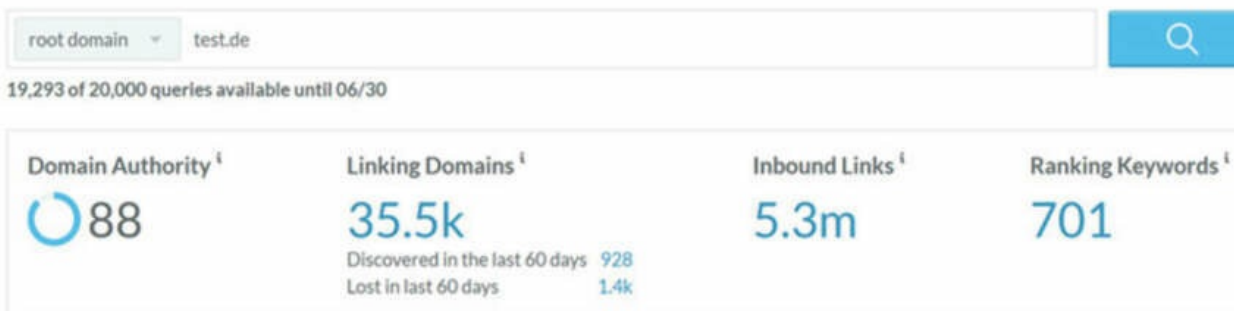 root domain test.de
19,293 of 20,000 queries available until 06/30
Domain Authority i Linking Domains i Inbound Links i Ranking Keywords i
88 35.5k 5.3m 701
Discovered in the last 60 days 928
Lost in last 60 days 1.4k